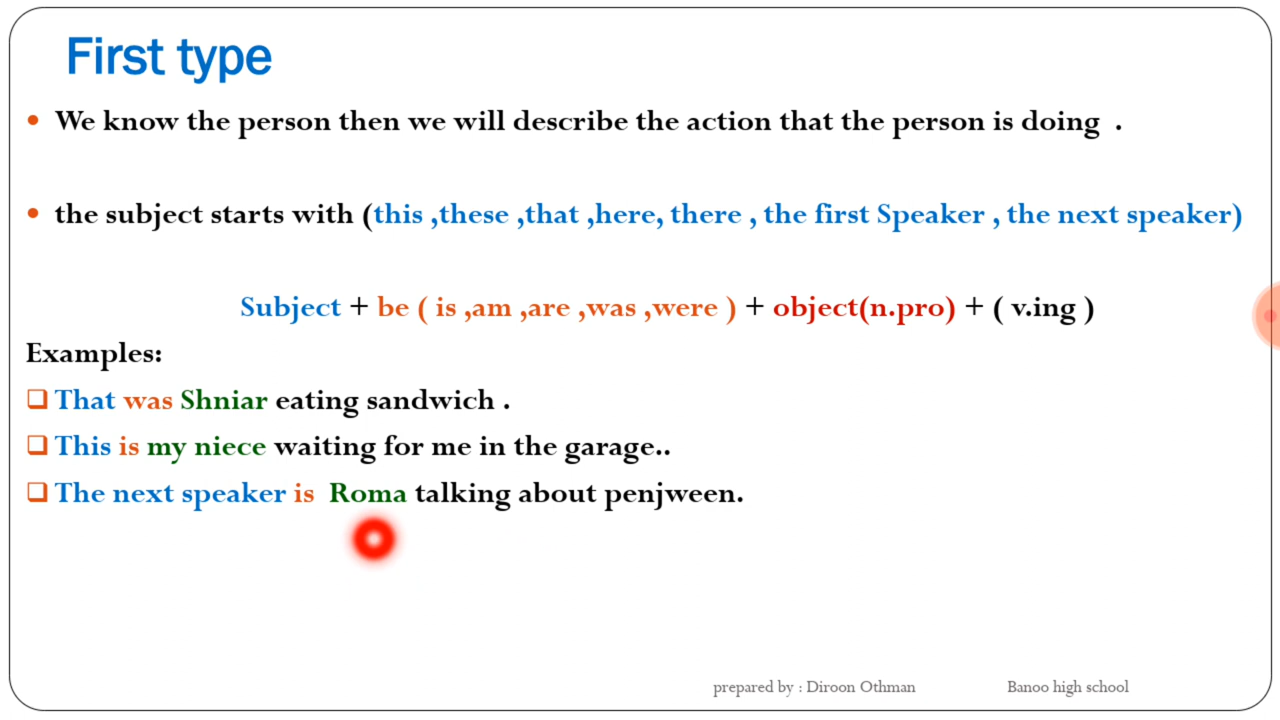 First type
• We know the person then we will describe the action that the person is doing .
• the subject starts with (this ,these ,that ,here, there , the first Speaker , the next speaker)
Subject + be ( is ,am ,are ,was ,were ) + object(n.pro) + ( v.ing )
Examples:
❑ That was Shniar eating sandwich .
❑ This is my niece waiting for me in the garage..
❑ The next speaker is Roma talking about penjween.
prepared by : Diroon Othman Banoo high school